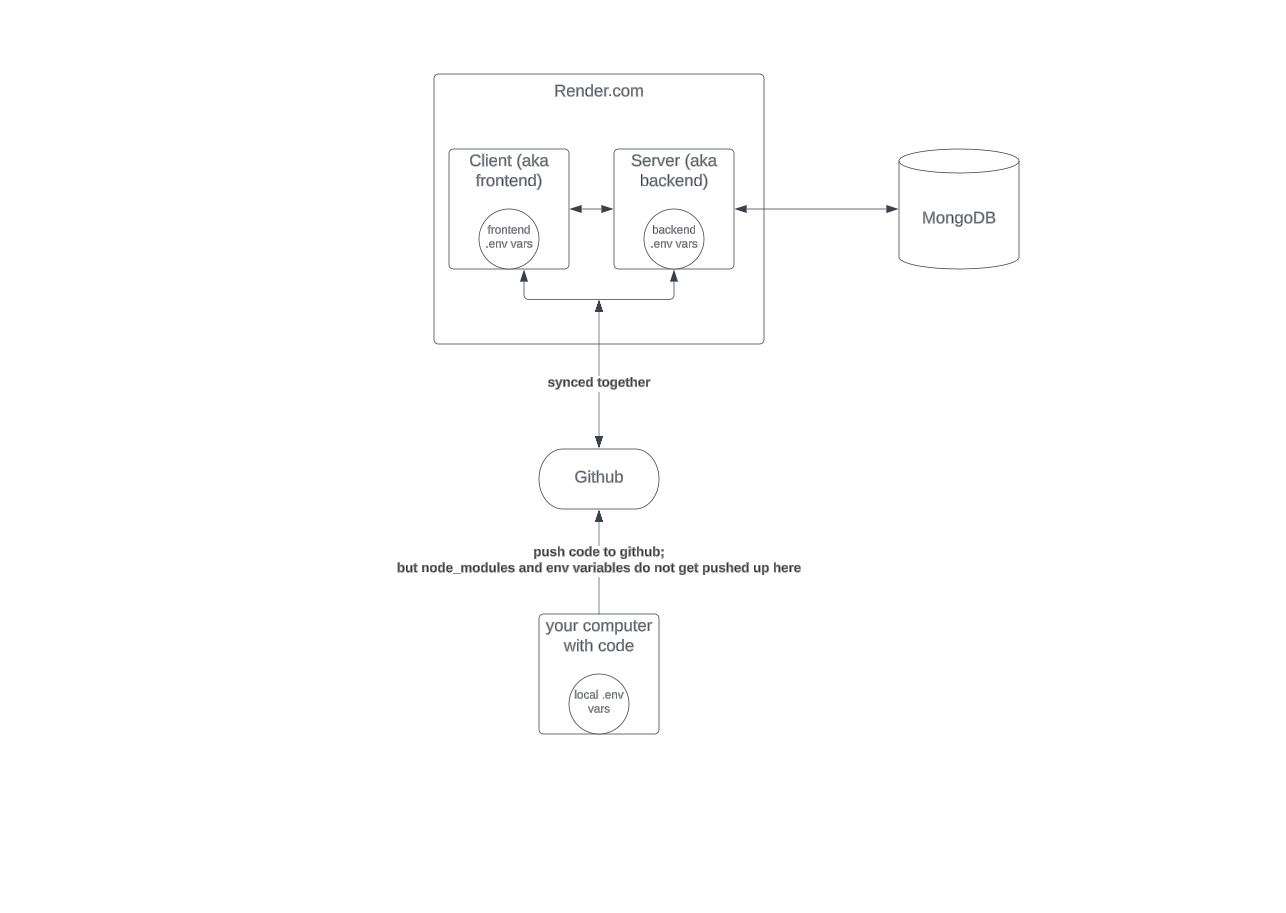 Render.com
Client (aka
frontend)
frontend
.env vars
Server (aka
backend)
backend
.env vars
MongoDB
synced together
Github
push code to github;
but node_modules and env variables do not get pushed up here
your computer
with code
local .env
vars